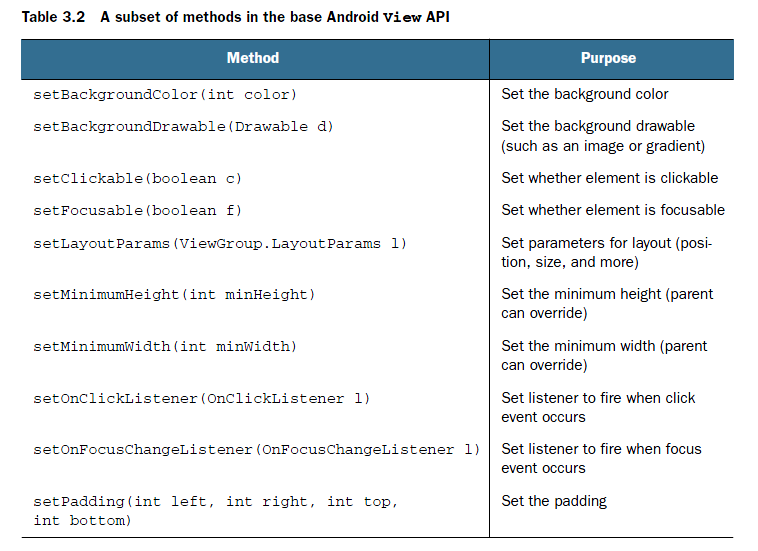 Table 3.2 A subset of methods in the base Android View API
Method Purpose
setBackgroundColor(int color) Set the background color
setBackgroundDrawable(Drawable d) Set the background drawable
(such as an image or gradient)
setClickable(boolean c) Set whether element is clickable
setFocusable(boolean f) Set whether element is focusable
setLayoutParams(ViewGroup.LayoutParams l) Set parameters for layout (posi-
tion, size, and more)
setMinimumHeight(int minHeight) Set the minimum height (parent
can override)
setMinimumWidth(int minWidth) Set the minimum width (parent
can override)
setOnClickListener(OnClickListener l) Set listener to fire when click
event occurs
setOnFocusChangeListener(OnFocusChangeListener l) Set listener to fire when focus
event occurs
setPadding(int left, int right, int top, Set the padding
int bottom)